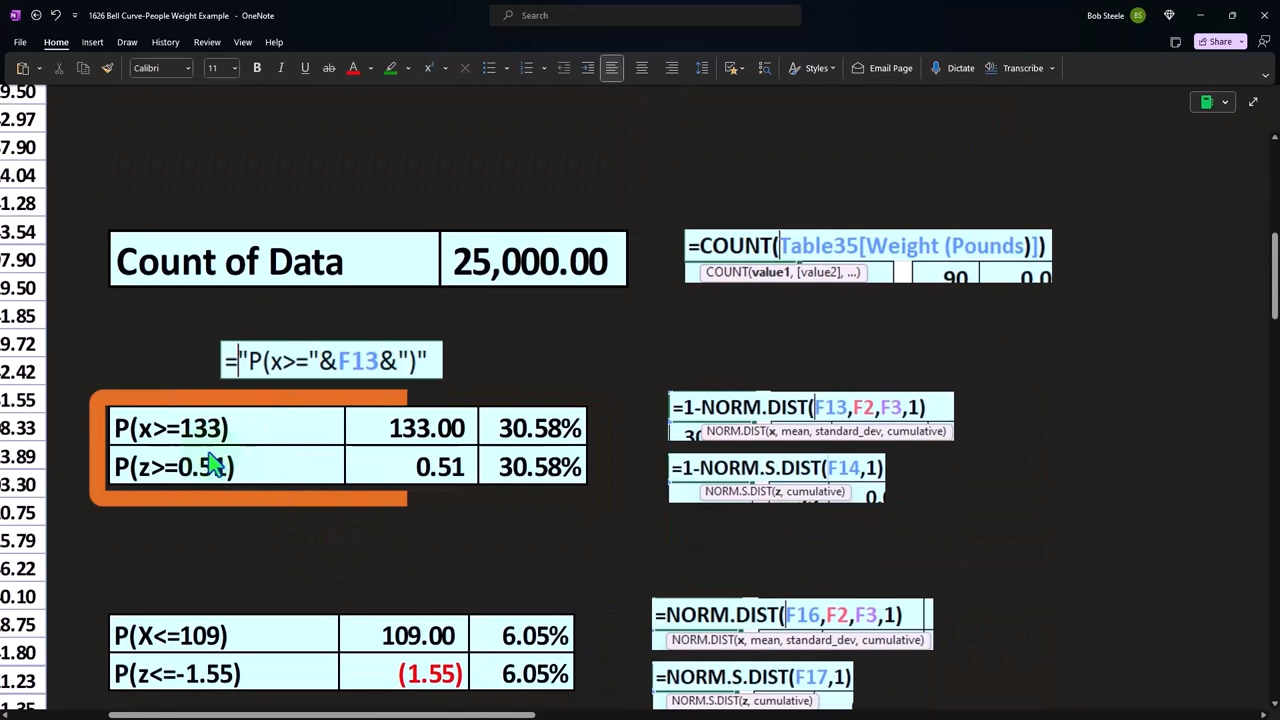 1626 Bell Curve-People Weight Example - OneNote
Search
Bob Steele
BS
File Home Insert Draw History Review View Help
Share
Calibri 11 B I U ab A Styles Email Page Dictate Transcribe
9.50
2.97
7.90
4.04
1.28
3.54
7.90
9.50
1.85
9.72
2.42
1.55
8.33
3.89
3.30
0.75
5.79
6.22
0.10
8.75
1.80
1.23
Count of Data 25,000.00
=COUNT(Table35[Weight (Pounds)])
COUNT(value1, [value2], ...)
90 0.0
="P(x>="&F13&")"
P(x>=133) 133.00 30.58%
P(z>=0.51) 0.51 30.58%
=1-NORM.DIST(F13,F2,F3,1)
NORM.DIST(x, mean, standard_dev, cumulative)
=1-NORM.S.DIST(F14,1)
NORM.S.DIST(z, cumulative)
P(X<=109) 109.00 6.05%
P(z<=-1.55) (1.55) 6.05%
=NORM.DIST(F16,F2,F3,1)
NORM.DIST(x, mean, standard_dev, cumulative)
=NORM.S.DIST(F17,1)
NORM.S.DIST(z, cumulative)